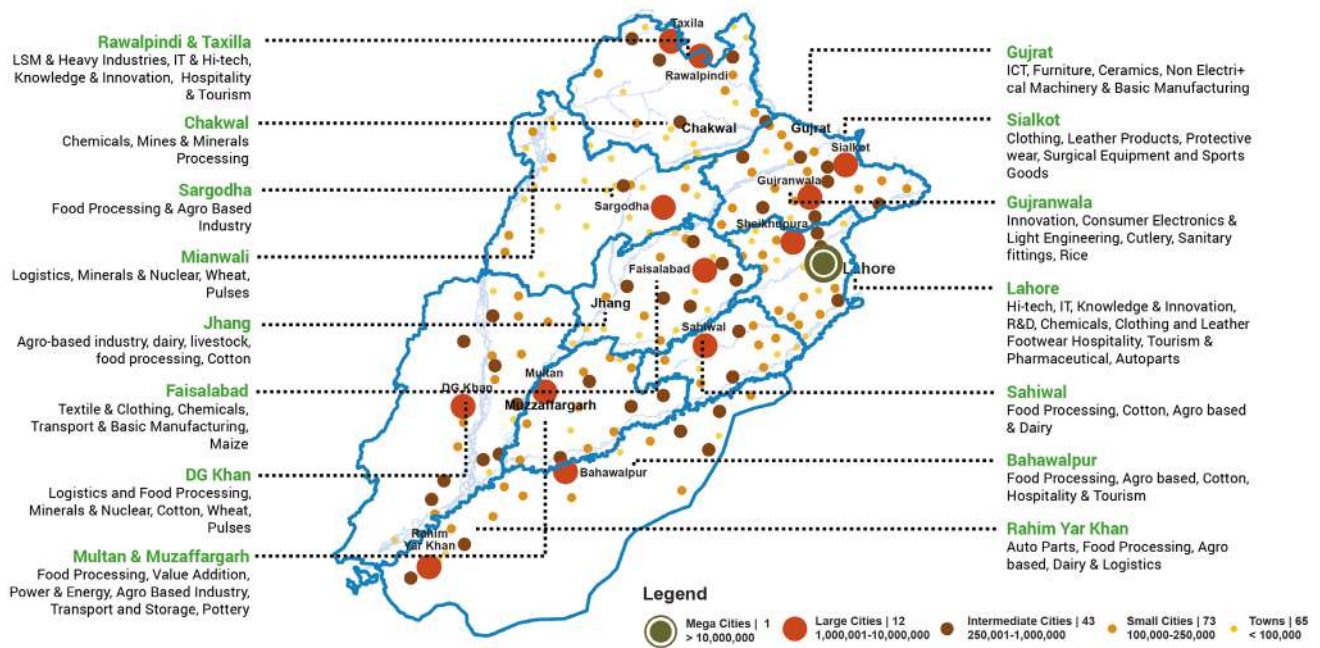 Rawalpindi & Taxilla
LSM & Heavy Industries, IT & Hi-tech,
Knowledge & Innovation, Hospitality
& Tourism
Chakwal
Chemicals, Mines & Minerals
Processing
Sargodha
Food Processing & Agro Based
Industry
Mianwali
Logistics, Minerals & Nuclear, Wheat,
Pulses
Jhang
Agro-based industry, dairy, livestock,
food processing, Cotton
Faisalabad
Textile & Clothing, Chemicals,
Transport & Basic Manufacturing,
Maize
DG Khan
Logistics and Food Processing,
Minerals & Nuclear, Cotton, Wheat,
Pulses
Multan & Muzaffargarh
Food Processing, Value Addition,
Power & Energy, Agro Based Industry,
Transport and Storage, Pottery
Taxila
Rawalpindi
Chakwal
Gujrat
Sialkot
Gujranwala
Sargodha
Sheikhupura
Faisalabad
Lahore
Jhang
Sahiwal
Multan
DG Khan
Muzzaffargarh
Bahawalpur
Rahim
Yar Khan
Gujrat
ICT, Furniture, Ceramics, Non Electri+
cal Machinery & Basic Manufacturing
Sialkot
Clothing, Leather Products, Protective
wear, Surgical Equipment and Sports
Goods
Gujranwala
Innovation, Consumer Electronics &
Light Engineering, Cutlery, Sanitary
fittings, Rice
Lahore
Hi-tech, IT, Knowledge & Innovation,
R&D, Chemicals, Clothing and Leather
Footwear Hospitality, Tourism &
Pharmaceutical, Autoparts
Sahiwal
Food Processing, Cotton, Agro based
& Dairy
Bahawalpur
Food Processing, Agro based, Cotton,
Hospitality & Tourism
Rahim Yar Khan
Auto Parts, Food Processing, Agro
based, Dairy & Logistics
Legend
Mega Cities | 1
> 10,000,000
Large Cities | 12
1,000,001-10,000,000
Intermediate Cities | 43
250,001-1,000,000
Small Cities | 73
100,000-250,000
Towns | 65
< 100,000